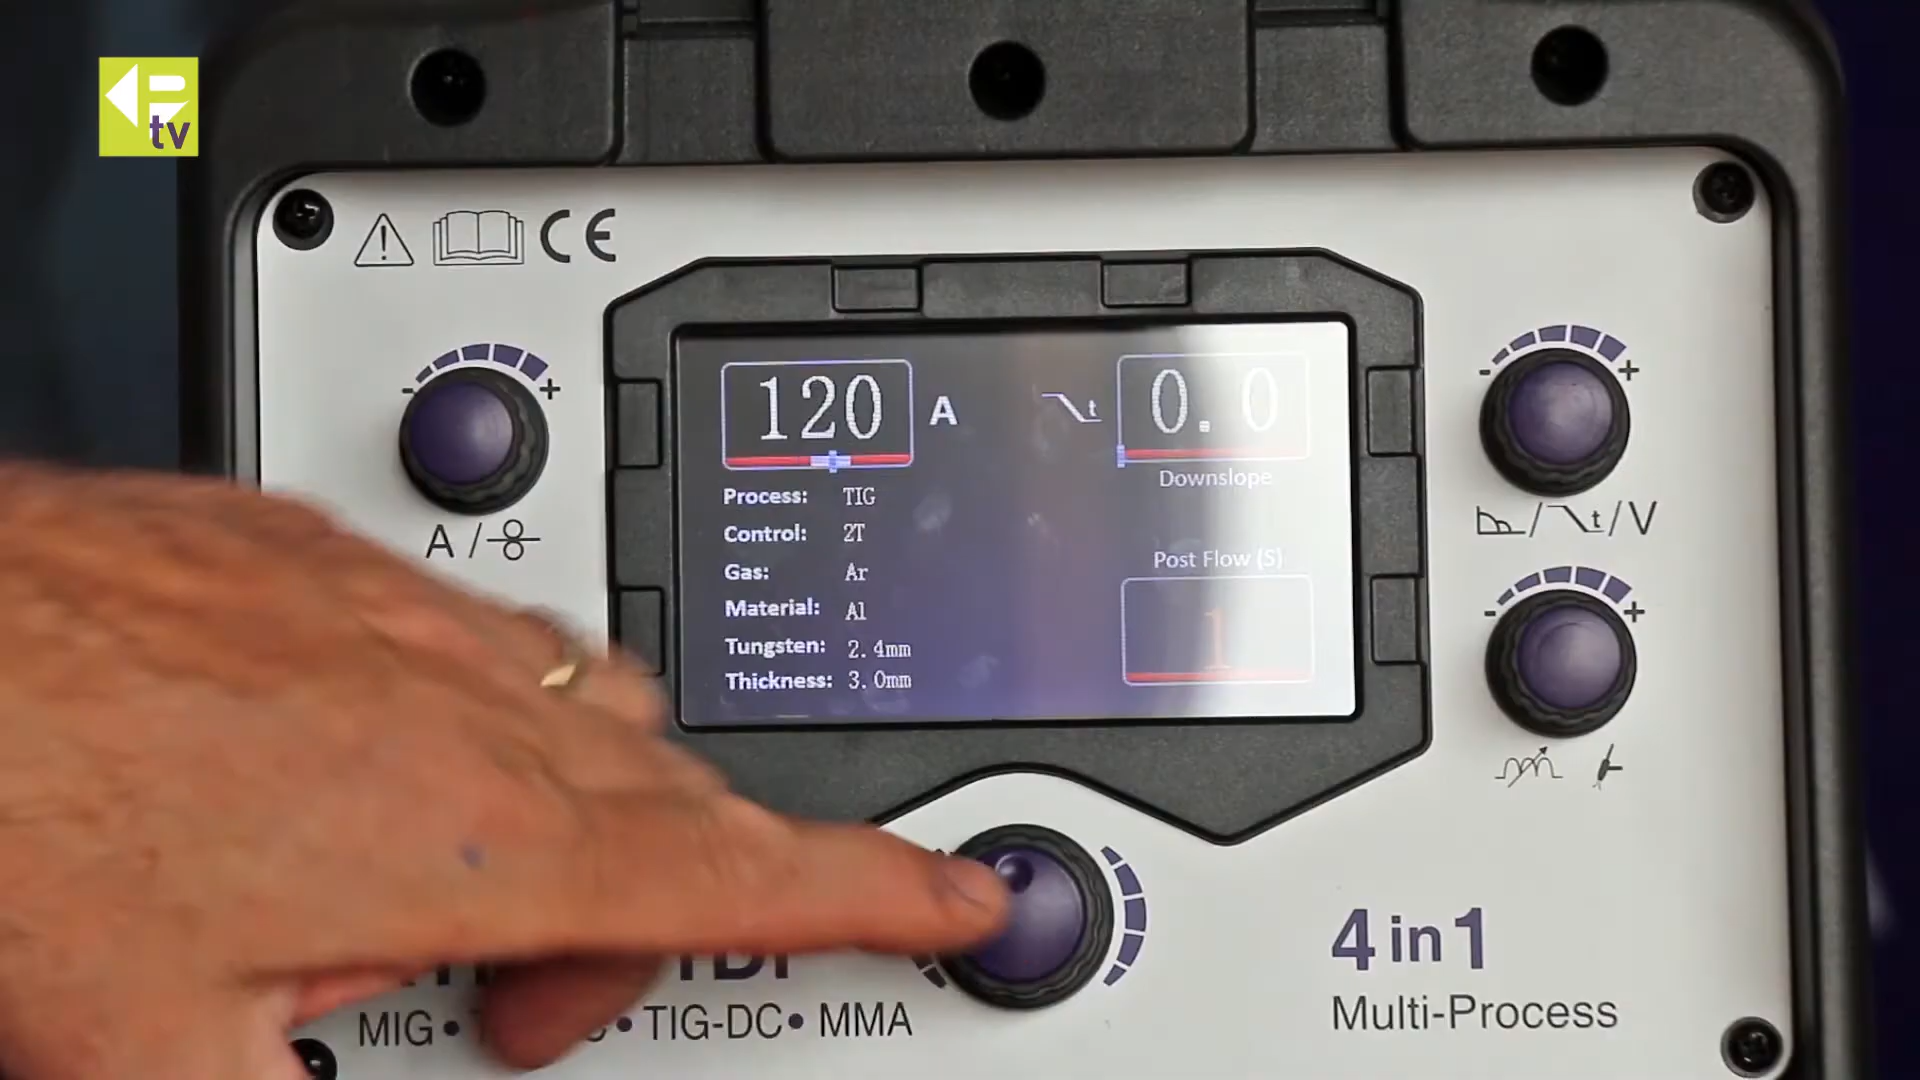 tv
CE
120 A
t 0.0
Downslope
Process: TIG
Control: 2T
Gas: Ar
Material: Al
Tungsten: 2.4mm
Thickness: 3.0mm
Post Flow (S)
1
- +
A /
- +
/ t / V
- +
4 in 1
Multi-Process
MIG • • TIG-DC • MMA